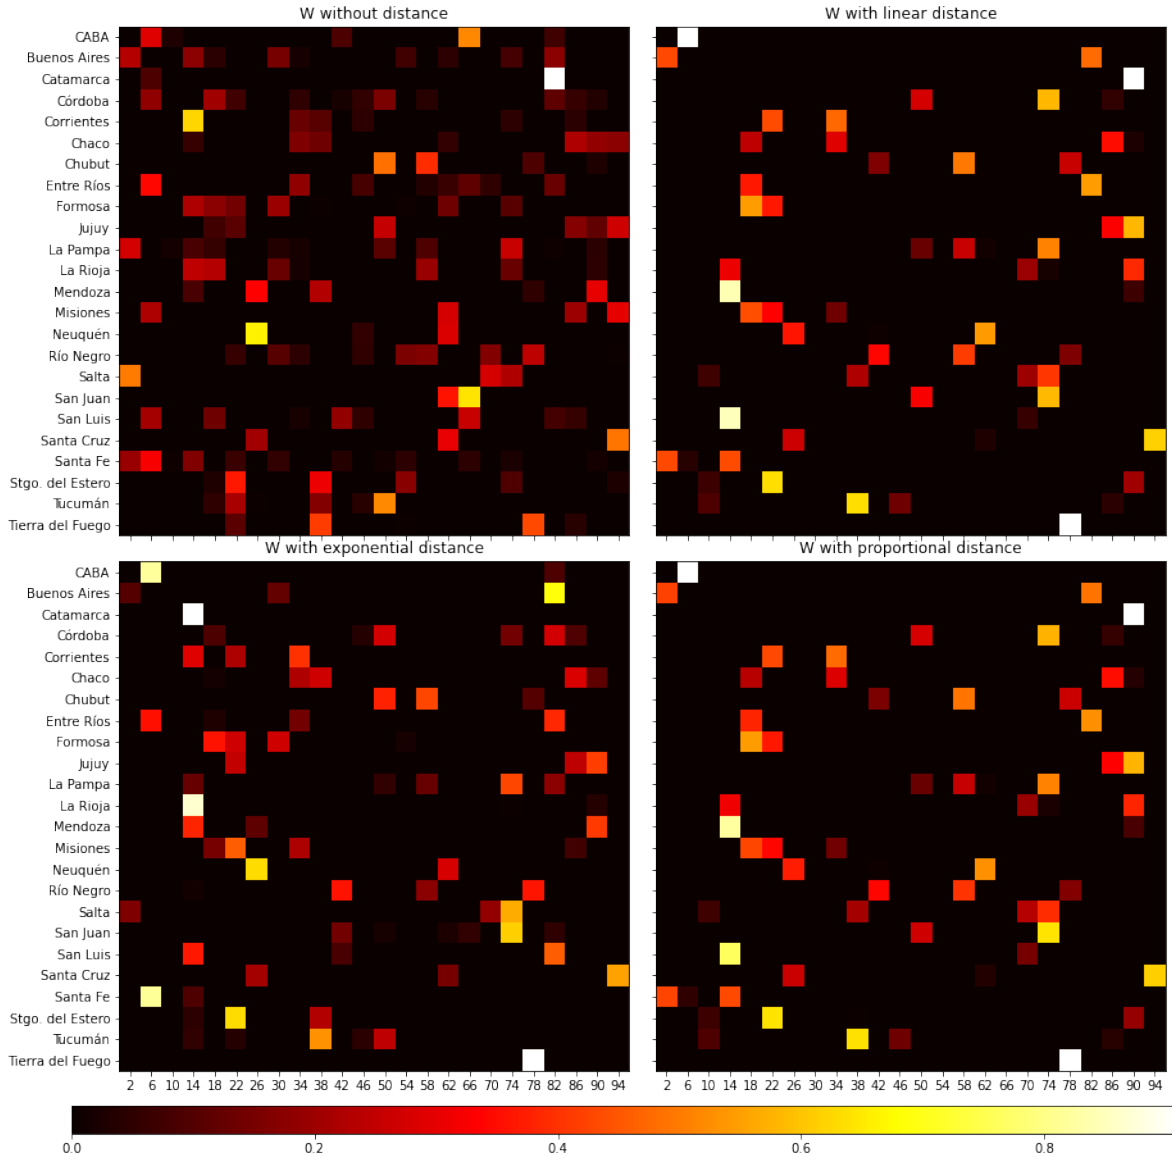 W without distance
W with linear distance
CABA
Buenos Aires
Catamarca
Córdoba
Corrientes
Chaco
Chubut
Entre Ríos
Formosa
Jujuy
La Pampa
La Rioja
Mendoza
Misiones
Neuquén
Río Negro
Salta
San Juan
San Luis
Santa Cruz
Santa Fe
Stgo. del Estero
Tucumán
Tierra del Fuego
W with exponential distance
W with proportional distance
CABA
Buenos Aires
Catamarca
Córdoba
Corrientes
Chaco
Chubut
Entre Ríos
Formosa
Jujuy
La Pampa
La Rioja
Mendoza
Misiones
Neuquén
Río Negro
Salta
San Juan
San Luis
Santa Cruz
Santa Fe
Stgo. del Estero
Tucumán
Tierra del Fuego
2 6 10 14 18 22 26 30 34 38 42 46 50 54 58 62 66 70 74 78 82 86 90 94
2 6 10 14 18 22 26 30 34 38 42 46 50 54 58 62 66 70 74 78 82 86 90 94
0.0 0.2 0.4 0.6 0.8